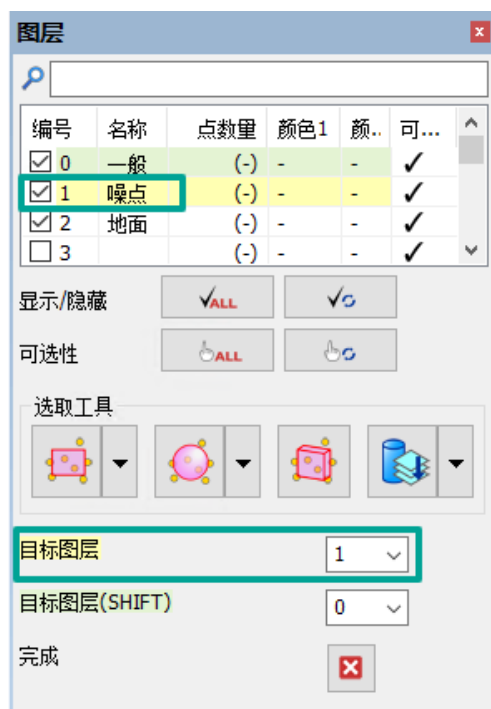 图层
编号 名称 点数量 颜色1 颜.. 可...
0 一般 (-) - -
1 噪点 (-) - -
2 地面 (-) - -
3 (-) - -
显示/隐藏 ALL
可选性 ALL
选取工具
目标图层 1
目标图层(SHIFT) 0
完成